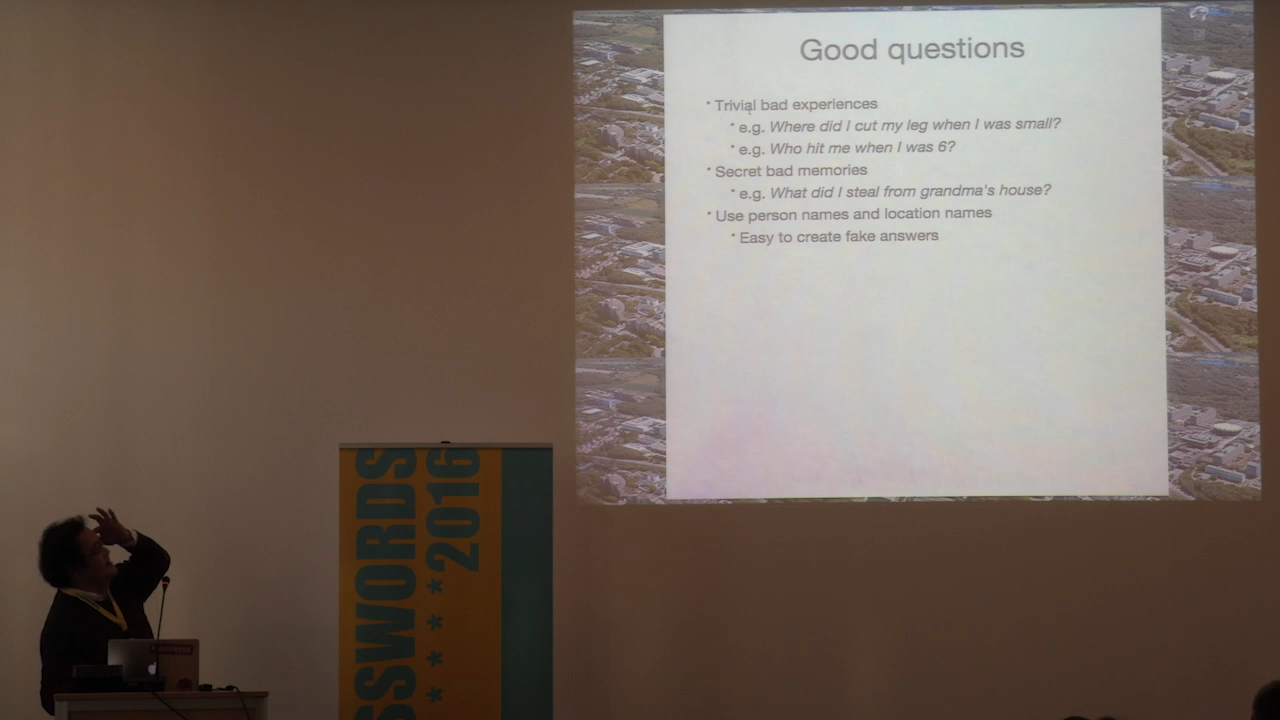 Good questions
• Trivial bad experiences
• e.g. Where did I cut my leg when I was small?
• e.g. Who hit me when I was 6?
• Secret bad memories
• e.g. What did I steal from grandma's house?
• Use person names and location names
• Easy to create fake answers
SSWORDS
* * * * 2016